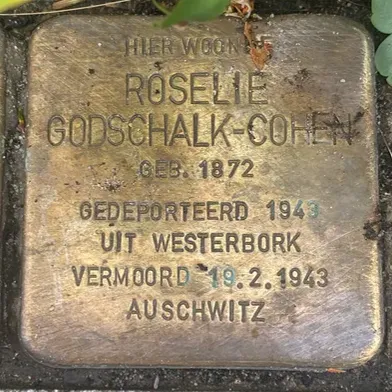 HIER WOONDE
ROSELIE
GODSCHALK-COHEN
GEB. 1872
GEDEPORTEERD 1943
UIT WESTERBORK
VERMOORD 19.2.1943
AUSCHWITZ